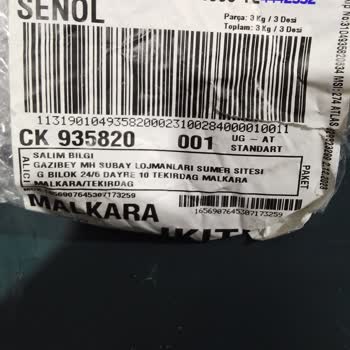 SENOL
Parça: 3 Kg / 3 Desi
Toplam: 3 Kg / 3 Desi
1131901049358200023100284000010011
CK 935820 001 UG - AT
STANDART
ALICI
SALIM BILGI
GAZIBEY MH SUBAY LOJMANLARI SUMER SITESI
G BILOK 24/6 DAYRE 10 TEKIRDAG MALKARA
MALKARA/TEKIRDAG
PAKET
1656907645307173259
MALKARA
1656907645307173259